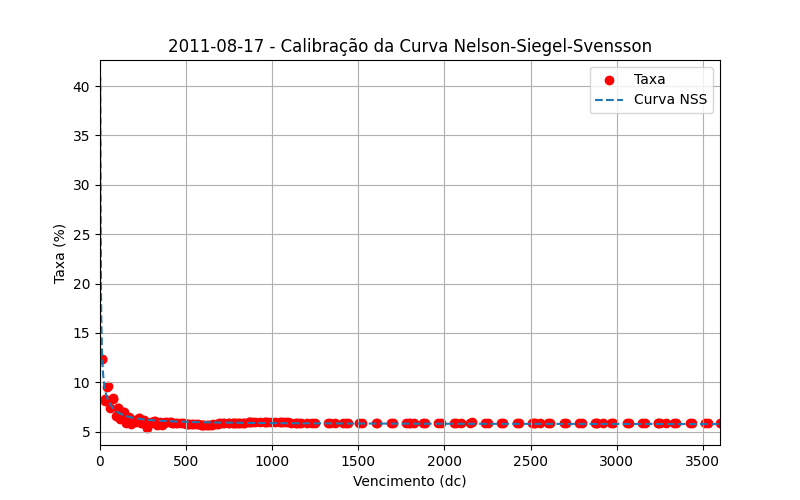 2011-08-17 - Calibração da Curva Nelson-Siegel-Svensson
Taxa
Curva NSS
Taxa (%)
40
35
30
25
20
15
10
5
0 500 1000 1500 2000 2500 3000 3500
Vencimento (dc)